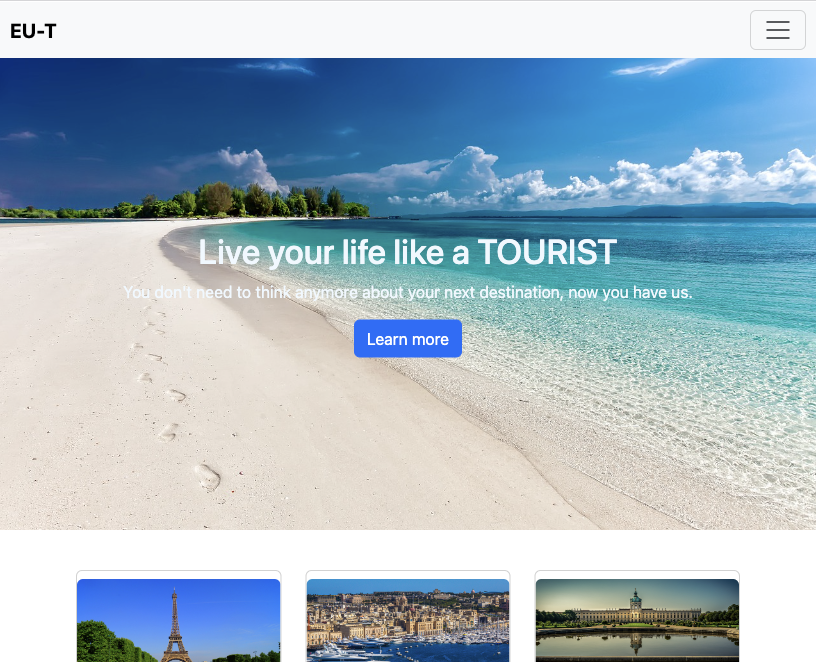 EU-T
Live your life like a TOURIST
You don't need to think anymore about your next destination, now you have us.
Learn more